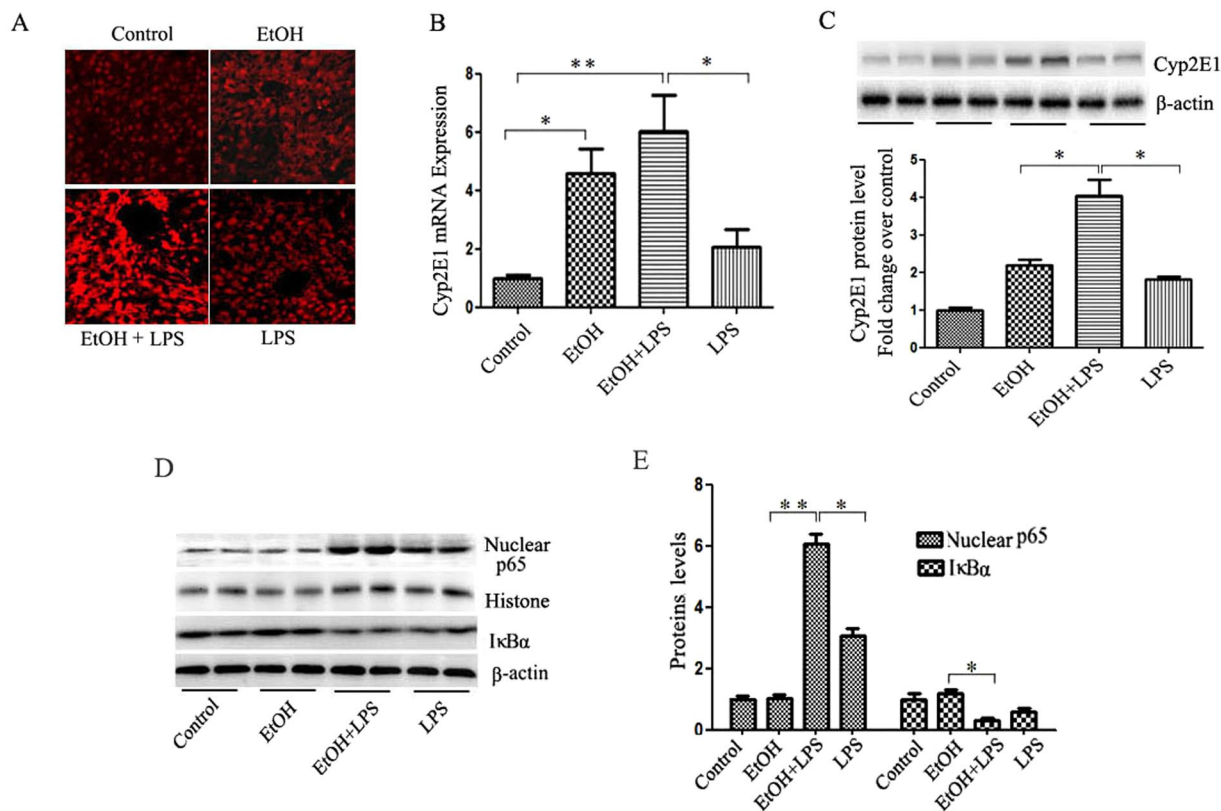 A
Control EtOH
EtOH + LPS LPS
B
Cyp2E1 mRNA Expression
8
6
4
2
0
* *
*
*
Control
EtOH
EtOH+LPS
LPS
C
Cyp2E1
β-actin
Cyp2E1 protein level
Fold change over control
5
4
3
2
1
0
*
*
Control
EtOH
EtOH+LPS
LPS
D
Nuclear
p65
Histone
IκBα
β-actin
Control
EtOH
EtOH+LPS
LPS
E
Proteins levels
8
6
4
2
0
* *
*
*
Nuclear p65
IκBα
Control
EtOH
EtOH+LPS
LPS
Control
EtOH
EtOH+LPS
LPS